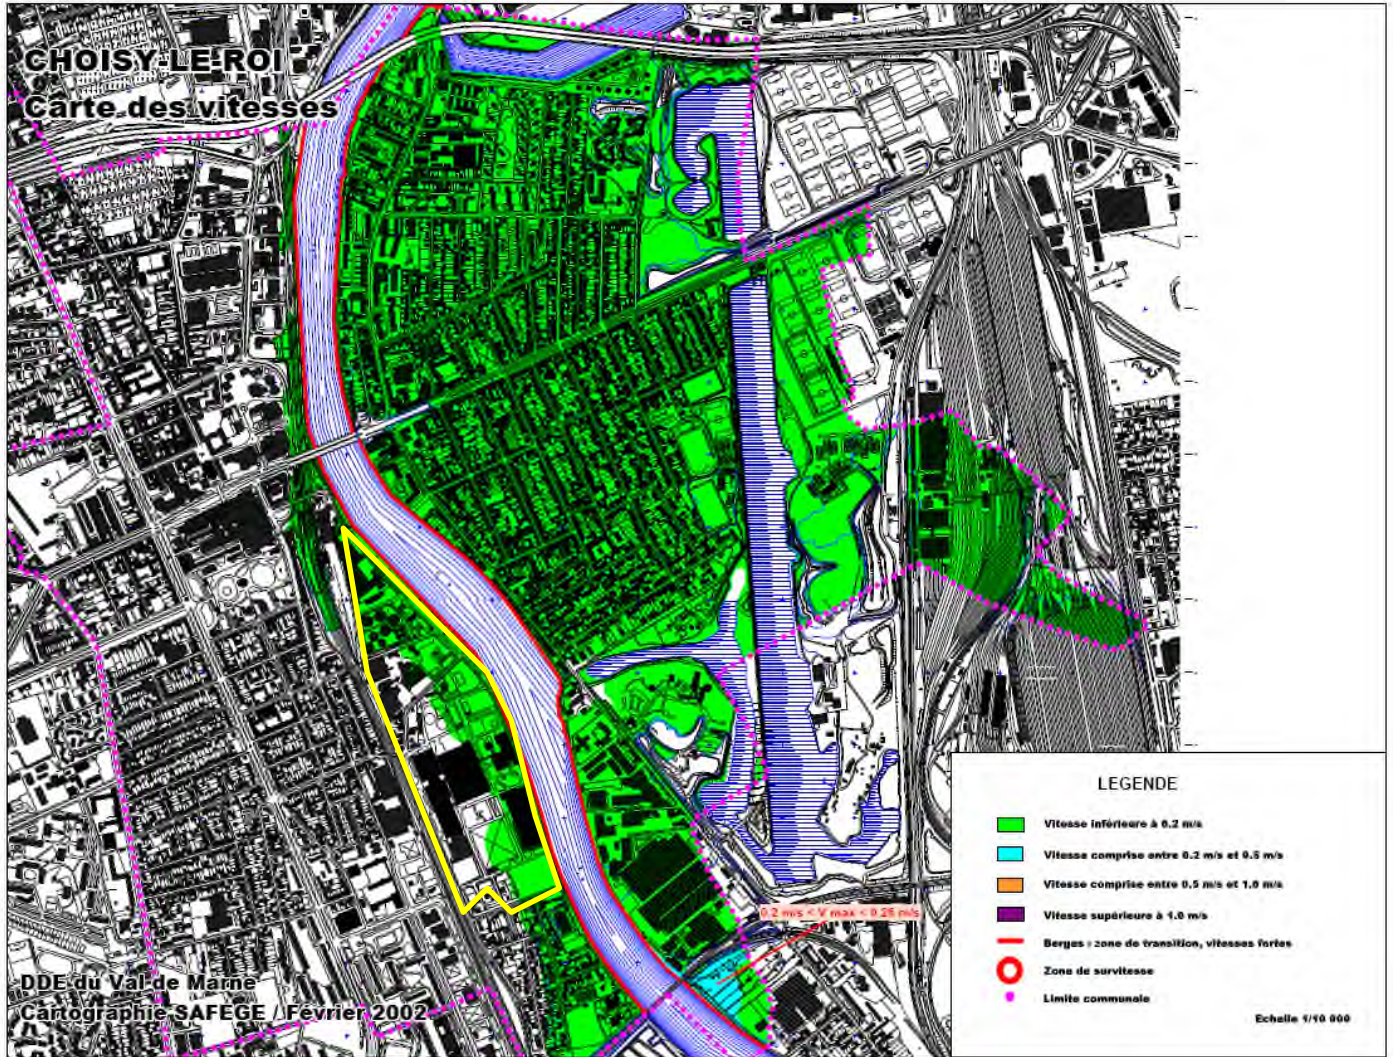 CHOISY-LE-ROI
Carte des vitesses
0.2 m/s < V max < 0.25 m/s
LEGENDE
Vitesse inférieure à 0.2 m/s
Vitesse comprise entre 0.2 m/s et 0.5 m/s
Vitesse comprise entre 0.5 m/s et 1.0 m/s
Vitesse supérieure à 1.0 m/s
Berges : zone de transition, vitesses fortes
Zone de survitesse
Limite communale
Echelle 1/10 000
DDE du Val de Marne
Cartographie SAFEGE / Février 2002